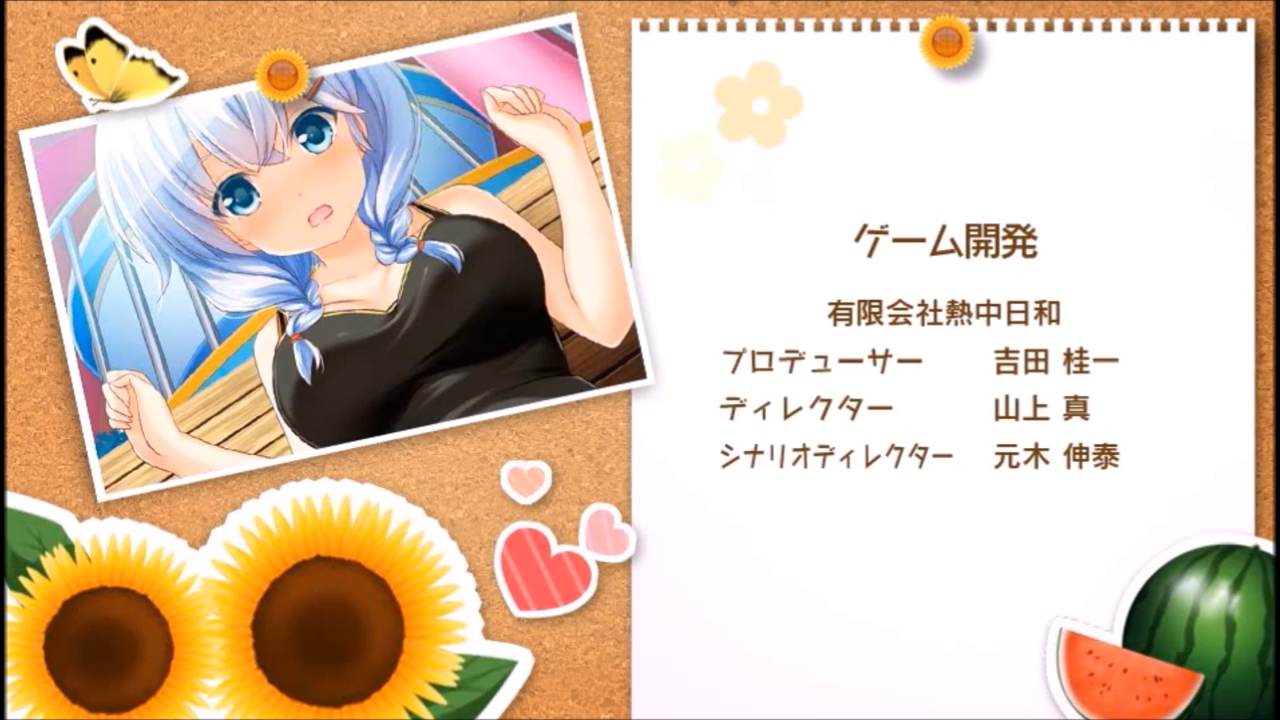 ゲーム開発
有限会社熱中日和
プロデューサー 吉田 桂一
ディレクター 山上 真
シナリオディレクター 元木 伸泰